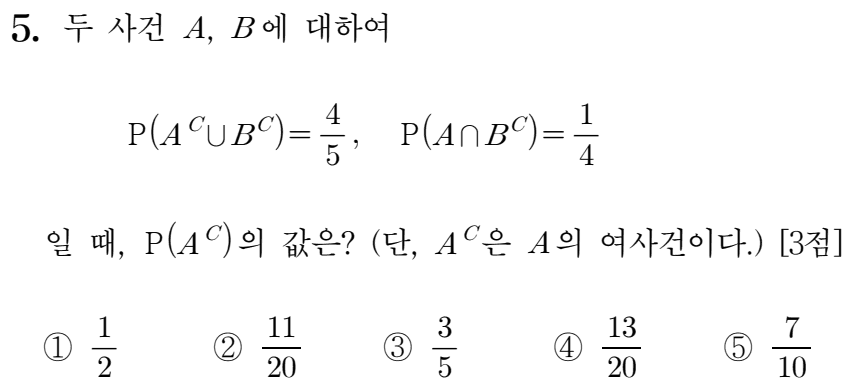 5. 두 사건 A, B에 대하여
P(A^C∪B^C)=4/5, P(A∩B^C)=1/4
일 때, P(A^C)의 값은? (단, A^C은 A의 여사건이다.) [3점]
① 1/2 ② 11/20 ③ 3/5 ④ 13/20 ⑤ 7/10